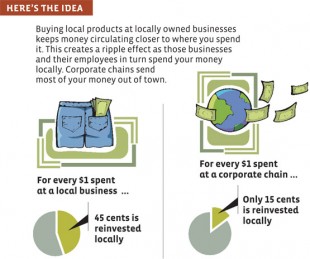 HERE'S THE IDEA
Buying local products at locally owned businesses
keeps money circulating closer to where you spend
it. This creates a ripple effect as those businesses
and their employees in turn spend your money
locally. Corporate chains send
most of your money out of town.
For every $1 spent
at a local business ...
45 cents is
reinvested
locally
For every $1 spent
at a corporate chain ...
Only 15 cents
is reinvested
locally